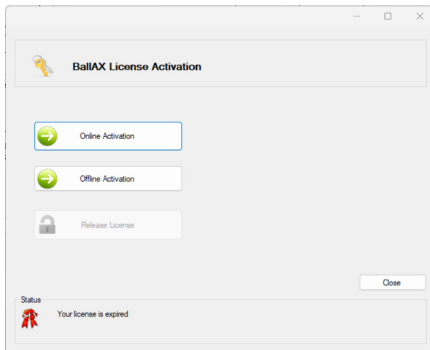 BallAX License Activation
Online Activation
Offline Activation
Release License
Close
Status
Your license is expired